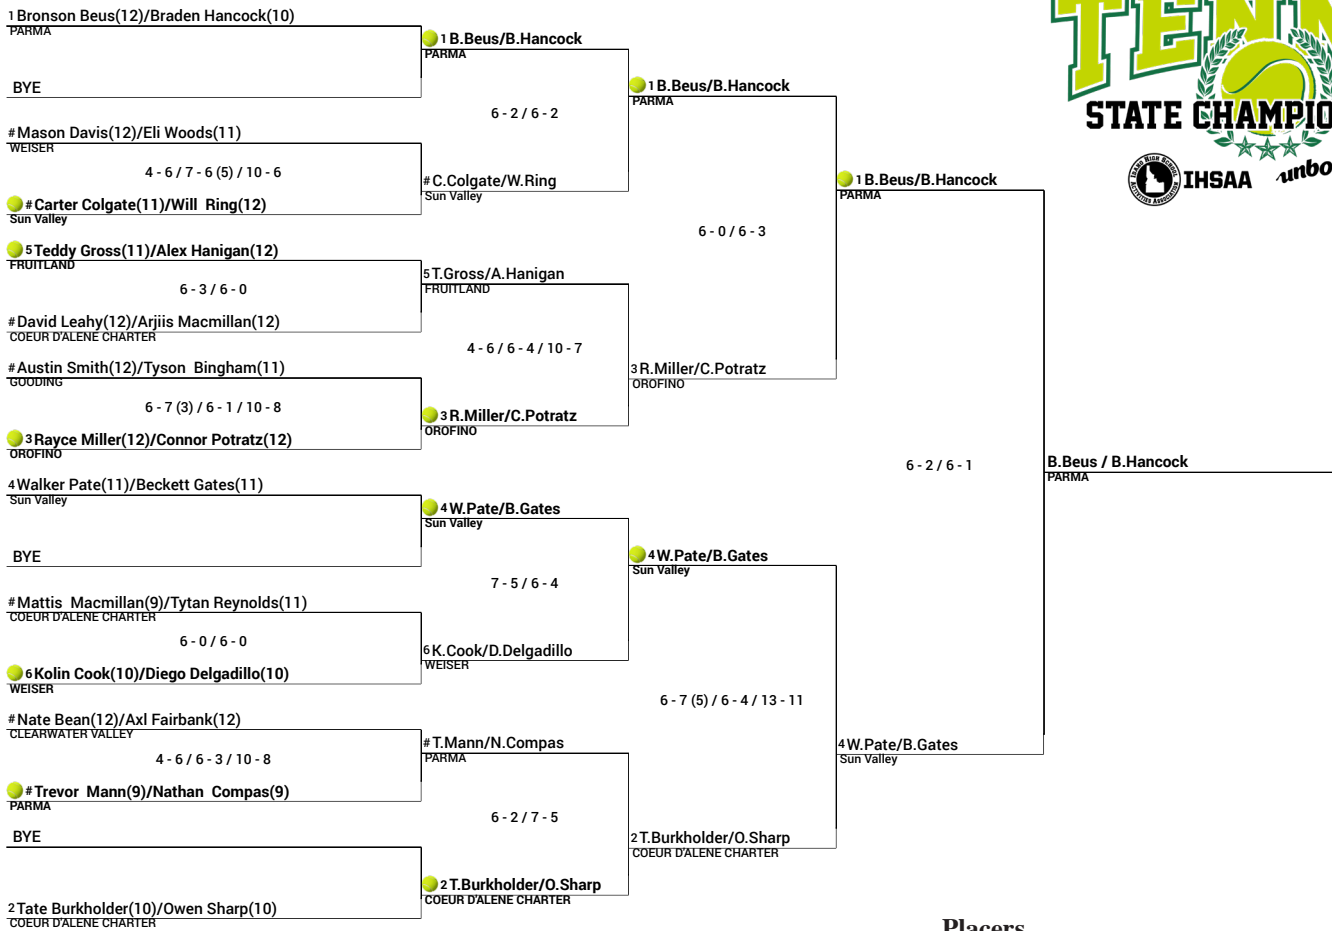 1 Bronson Beus(12)/Braden Hancock(10)
PARMA
BYE
# Mason Davis(12)/Eli Woods(11)
WEISER
4 - 6 / 7 - 6 (5) / 10 - 6
# Carter Colgate(11)/Will Ring(12)
Sun Valley
5 Teddy Gross(11)/Alex Hanigan(12)
FRUITLAND
6 - 3 / 6 - 0
# David Leahy(12)/Arjiis Macmillan(12)
COEUR D'ALENE CHARTER
# Austin Smith(12)/Tyson Bingham(11)
GOODING
6 - 7 (3) / 6 - 1 / 10 - 8
3 Rayce Miller(12)/Connor Potratz(12)
OROFINO
4 Walker Pate(11)/Beckett Gates(11)
Sun Valley
BYE
# Mattis Macmillan(9)/Tytan Reynolds(11)
COEUR D'ALENE CHARTER
6 - 0 / 6 - 0
6 Kolin Cook(10)/Diego Delgadillo(10)
WEISER
# Nate Bean(12)/Axl Fairbank(12)
CLEARWATER VALLEY
4 - 6 / 6 - 3 / 10 - 8
# Trevor Mann(9)/Nathan Compas(9)
PARMA
BYE
2 Tate Burkholder(10)/Owen Sharp(10)
COEUR D'ALENE CHARTER
1 B.Beus/B.Hancock
PARMA
6 - 2 / 6 - 2
# C.Colgate/W.Ring
Sun Valley
5 T.Gross/A.Hanigan
FRUITLAND
4 - 6 / 6 - 4 / 10 - 7
3 R.Miller/C.Potratz
OROFINO
4 W.Pate/B.Gates
Sun Valley
7 - 5 / 6 - 4
6 K.Cook/D.Delgadillo
WEISER
# T.Mann/N.Compas
PARMA
6 - 2 / 7 - 5
2 T.Burkholder/O.Sharp
COEUR D'ALENE CHARTER
1 B.Beus/B.Hancock
PARMA
6 - 0 / 6 - 3
3 R.Miller/C.Potratz
OROFINO
4 W.Pate/B.Gates
Sun Valley
6 - 7 (5) / 6 - 4 / 13 - 11
2 T.Burkholder/O.Sharp
COEUR D'ALENE CHARTER
1 B.Beus/B.Hancock
PARMA
6 - 2 / 6 - 1
4 W.Pate/B.Gates
Sun Valley
B.Beus / B.Hancock
PARMA
TENN
STATE CHAMPIO
IDAHO HIGH SCHOOL ACTIVITIES ASSOCIATION
IHSAA
unbo
Placers